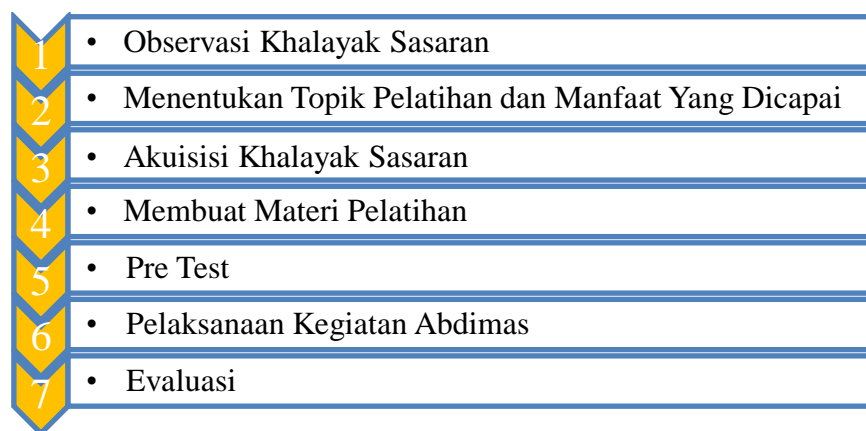 1 • Observasi Khalayak Sasaran
2 • Menentukan Topik Pelatihan dan Manfaat Yang Dicapai
3 • Akuisisi Khalayak Sasaran
4 • Membuat Materi Pelatihan
5 • Pre Test
6 • Pelaksanaan Kegiatan Abdimas
7 • Evaluasi